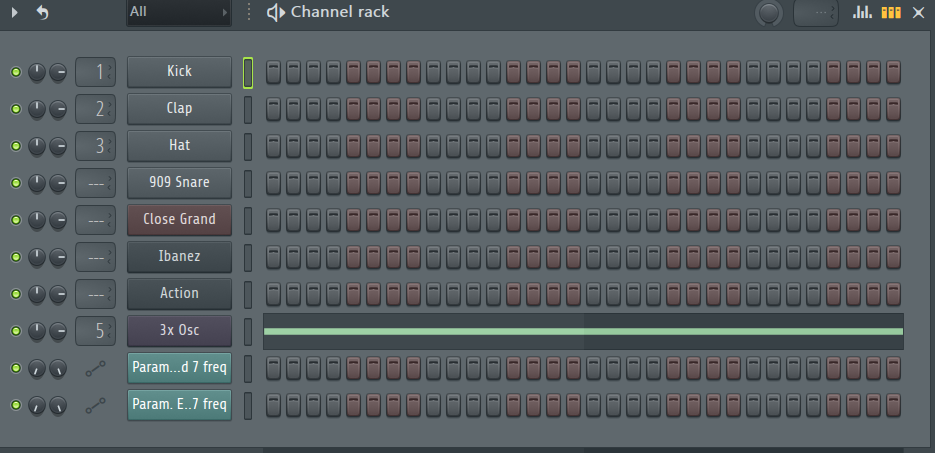 All
Channel rack
1 Kick
2 Clap
3 Hat
--- 909 Snare
--- Close Grand
--- Ibanez
--- Action
5 3x Osc
Param...d 7 freq
Param. E..7 freq